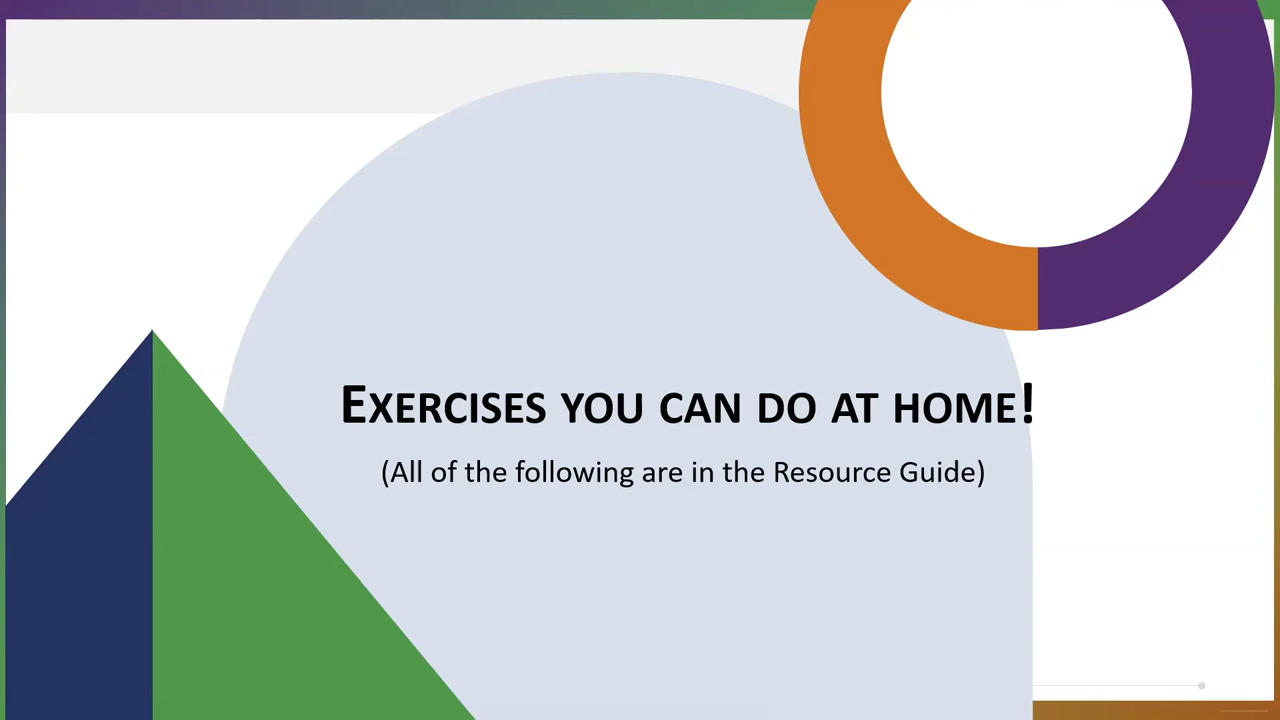 Exercises you can do at home!
(All of the following are in the Resource Guide)